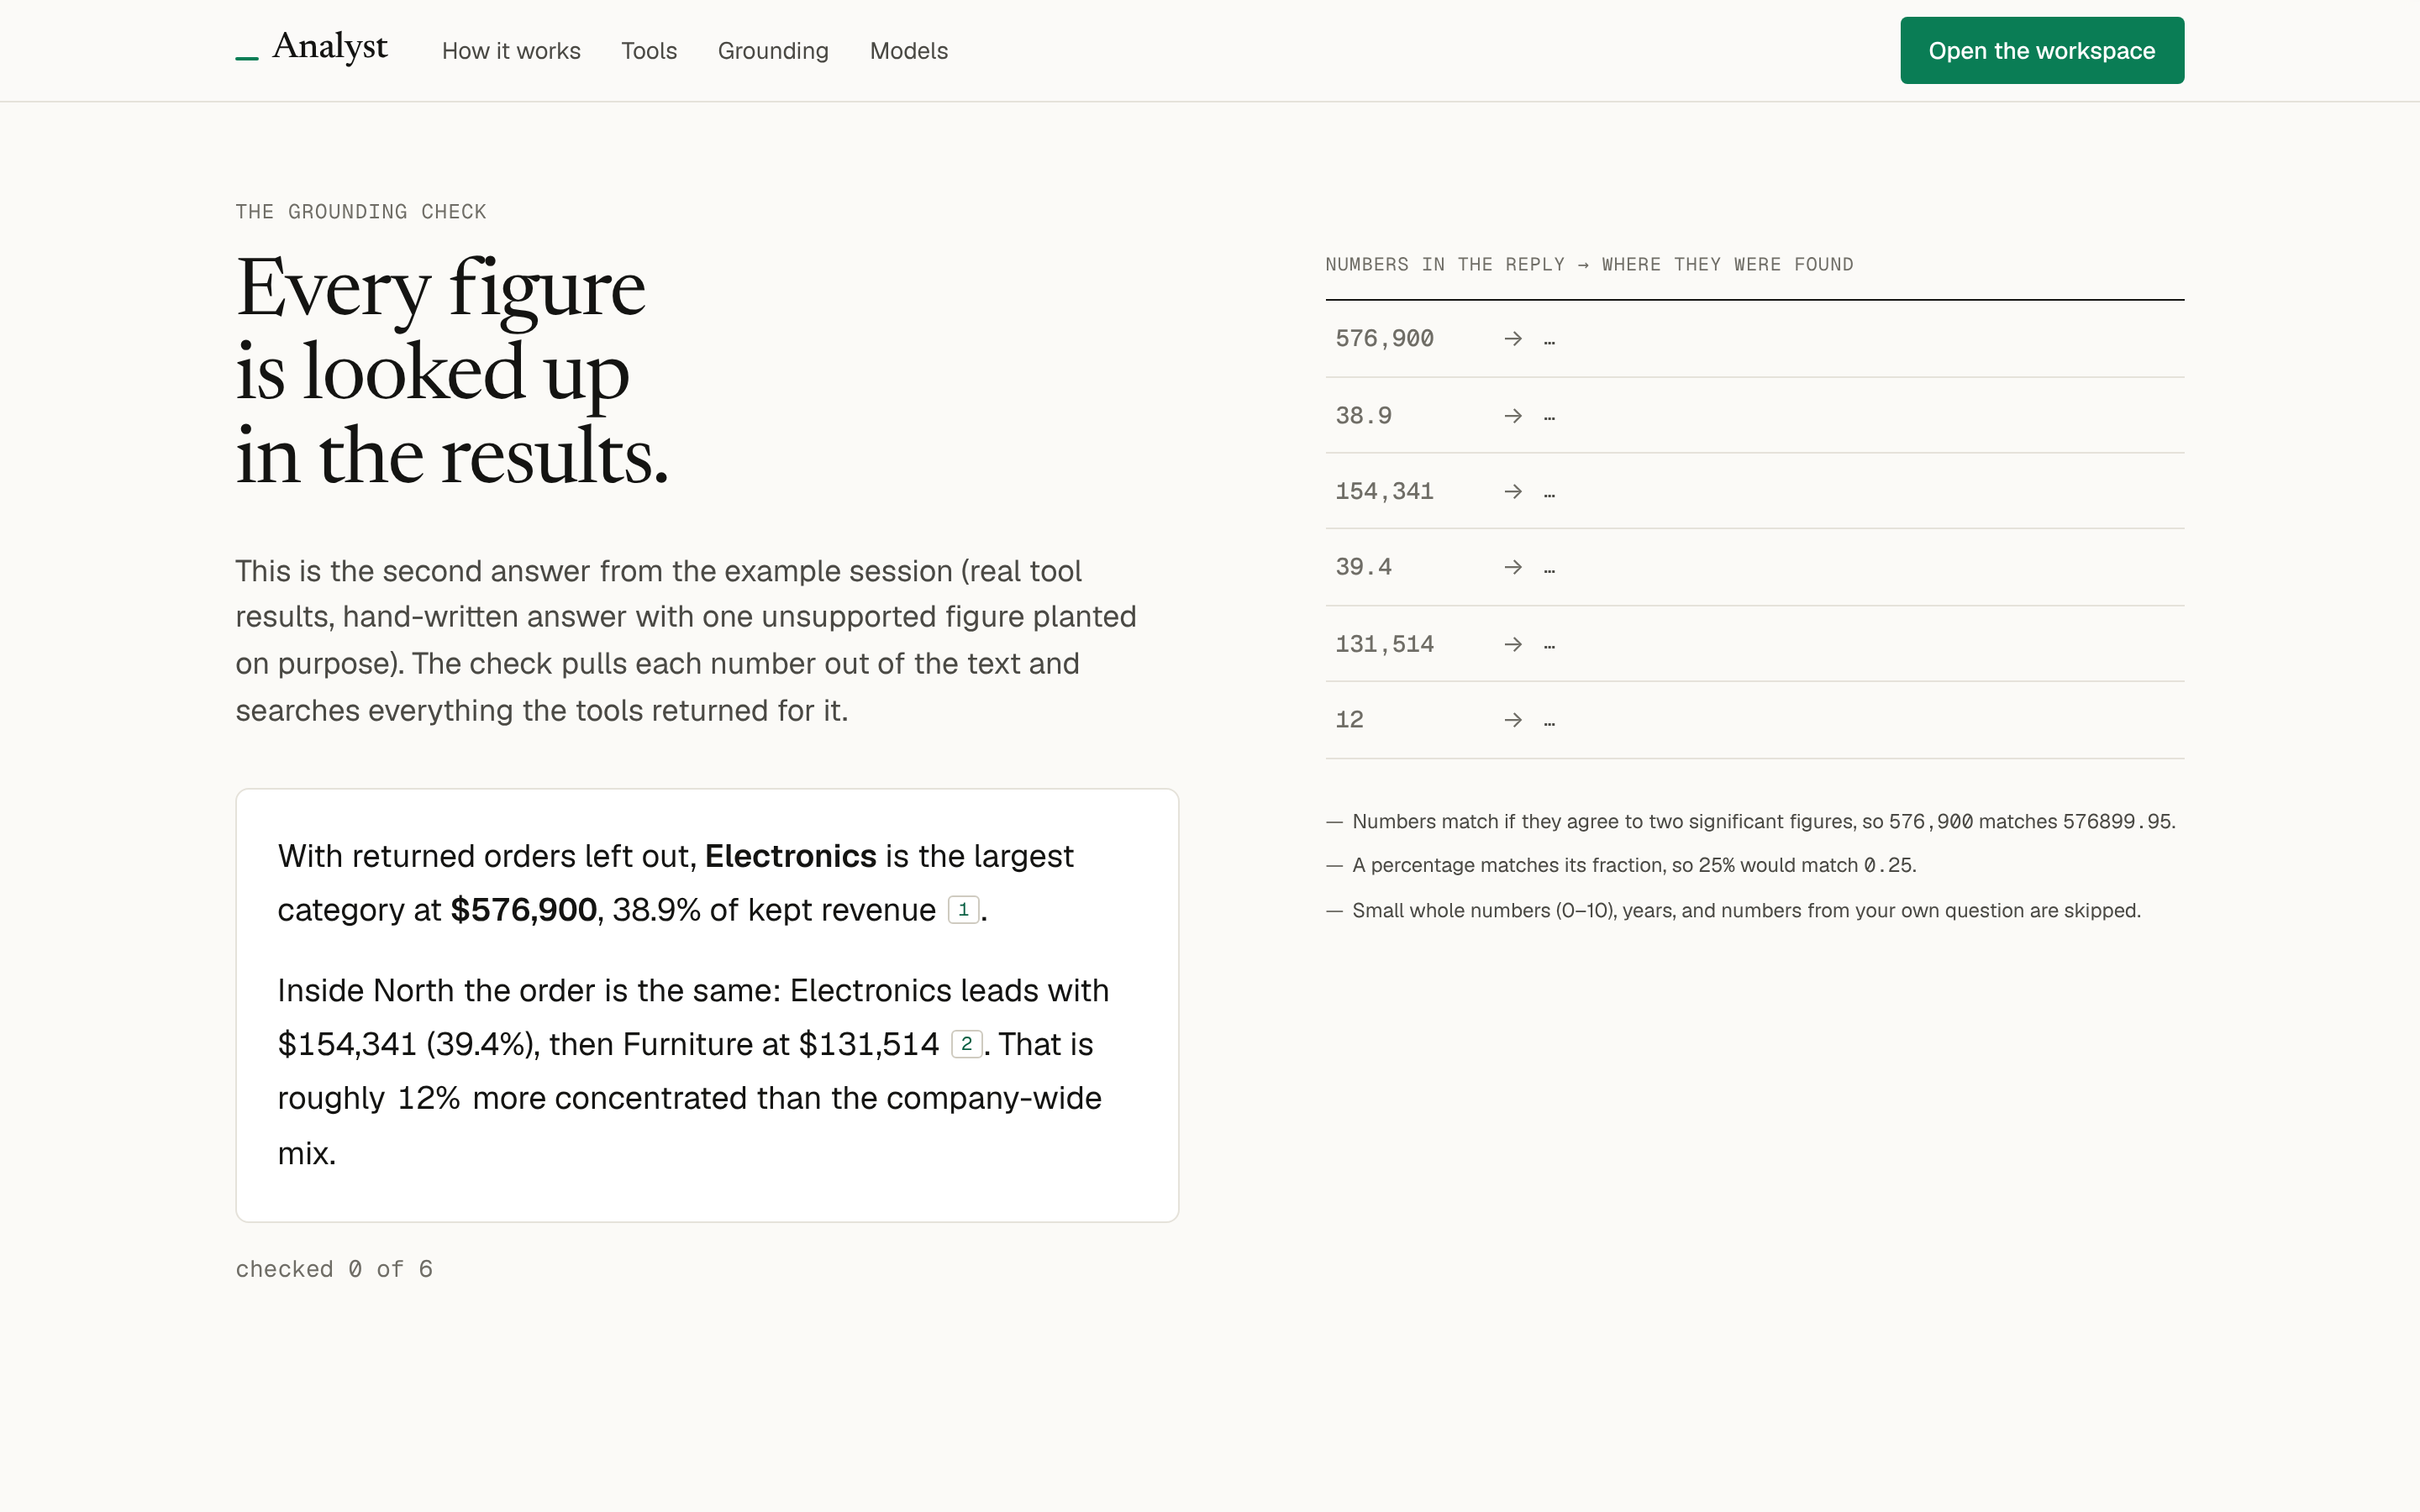 Analyst
How it works
Tools
Grounding
Models
Open the workspace
THE GROUNDING CHECK
Every figure
is looked up
in the results.
This is the second answer from the example session (real tool
results, hand-written answer with one unsupported figure planted
on purpose). The check pulls each number out of the text and
searches everything the tools returned for it.
With returned orders left out, Electronics is the largest
category at $576,900, 38.9% of kept revenue 1.
Inside North the order is the same: Electronics leads with
$154,341 (39.4%), then Furniture at $131,514 2. That is
roughly 12% more concentrated than the company-wide
mix.
checked 0 of 6
NUMBERS IN THE REPLY → WHERE THEY WERE FOUND
576,900 → …
38.9 → …
154,341 → …
39.4 → …
131,514 → …
12 → …
— Numbers match if they agree to two significant figures, so 576,900 matches 576899.95.
— A percentage matches its fraction, so 25% would match 0.25.
— Small whole numbers (0–10), years, and numbers from your own question are skipped.